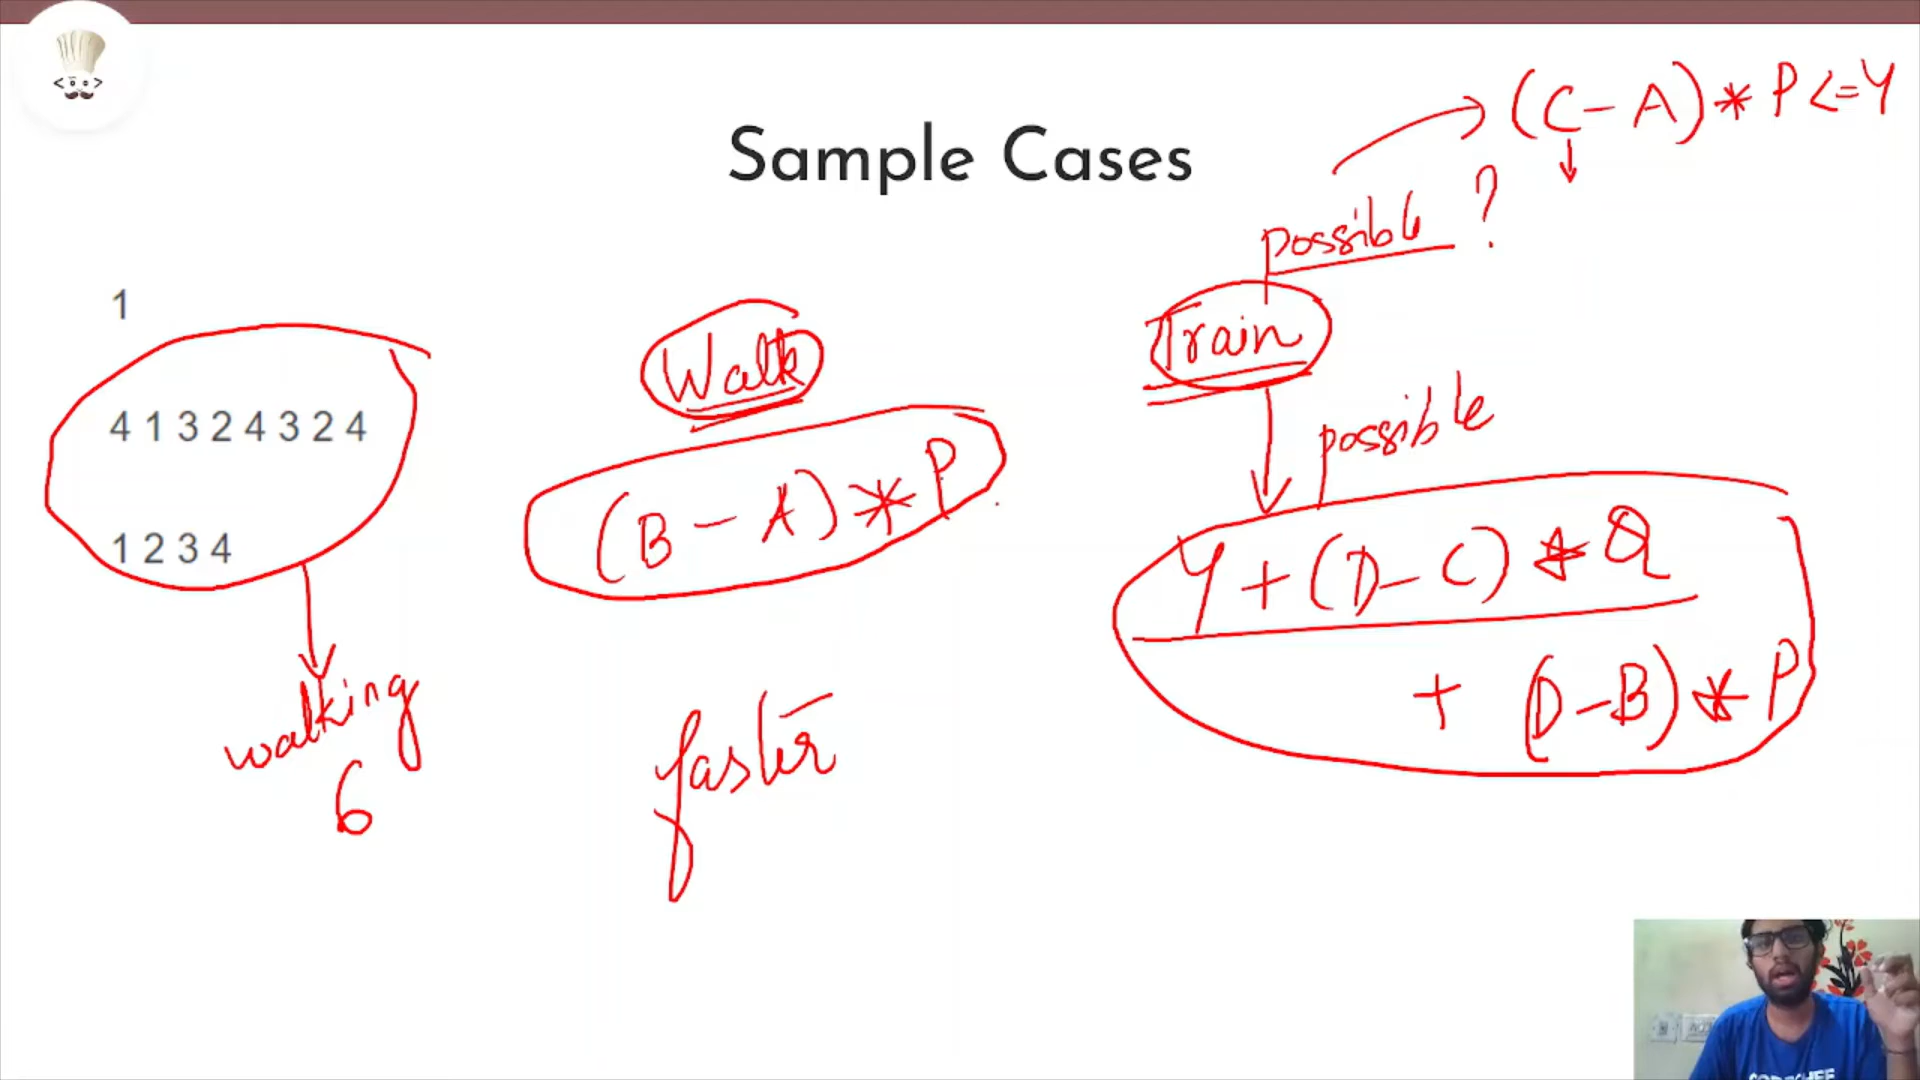 Sample Cases
(C-A)*P<=Y
possible ?
1
Walk
Train
4 1 3 2 4 3 2 4
possible
(B-A)*P
1 2 3 4
Y+(D-C)*Q
+ (D-B)*P
walking
6
faster
CODECHEF